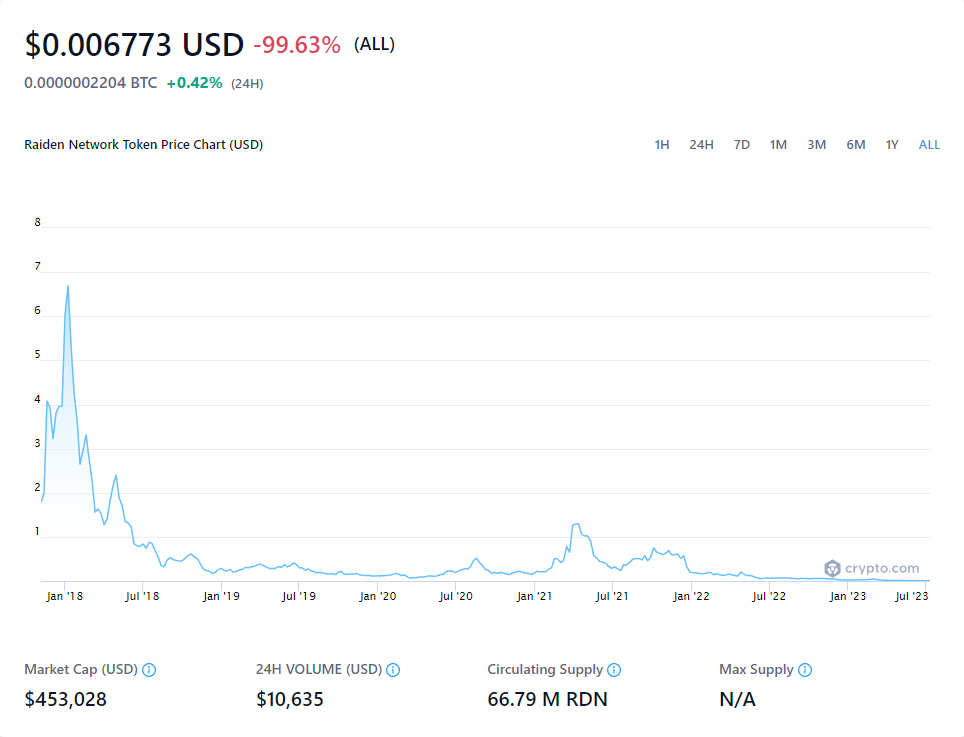 $0.006773 USD -99.63% (ALL)
0.0000002204 BTC +0.42% (24H)
Raiden Network Token Price Chart (USD) 1H 24H 7D 1M 3M 6M 1Y ALL
8
7
6
5
4
3
2
1
crypto.com
Jan '18 Jul '18 Jan '19 Jul '19 Jan '20 Jul '20 Jan '21 Jul '21 Jan '22 Jul '22 Jan '23 Jul '23
Market Cap (USD) 24H VOLUME (USD) Circulating Supply Max Supply
$453,028 $10,635 66.79 M RDN N/A